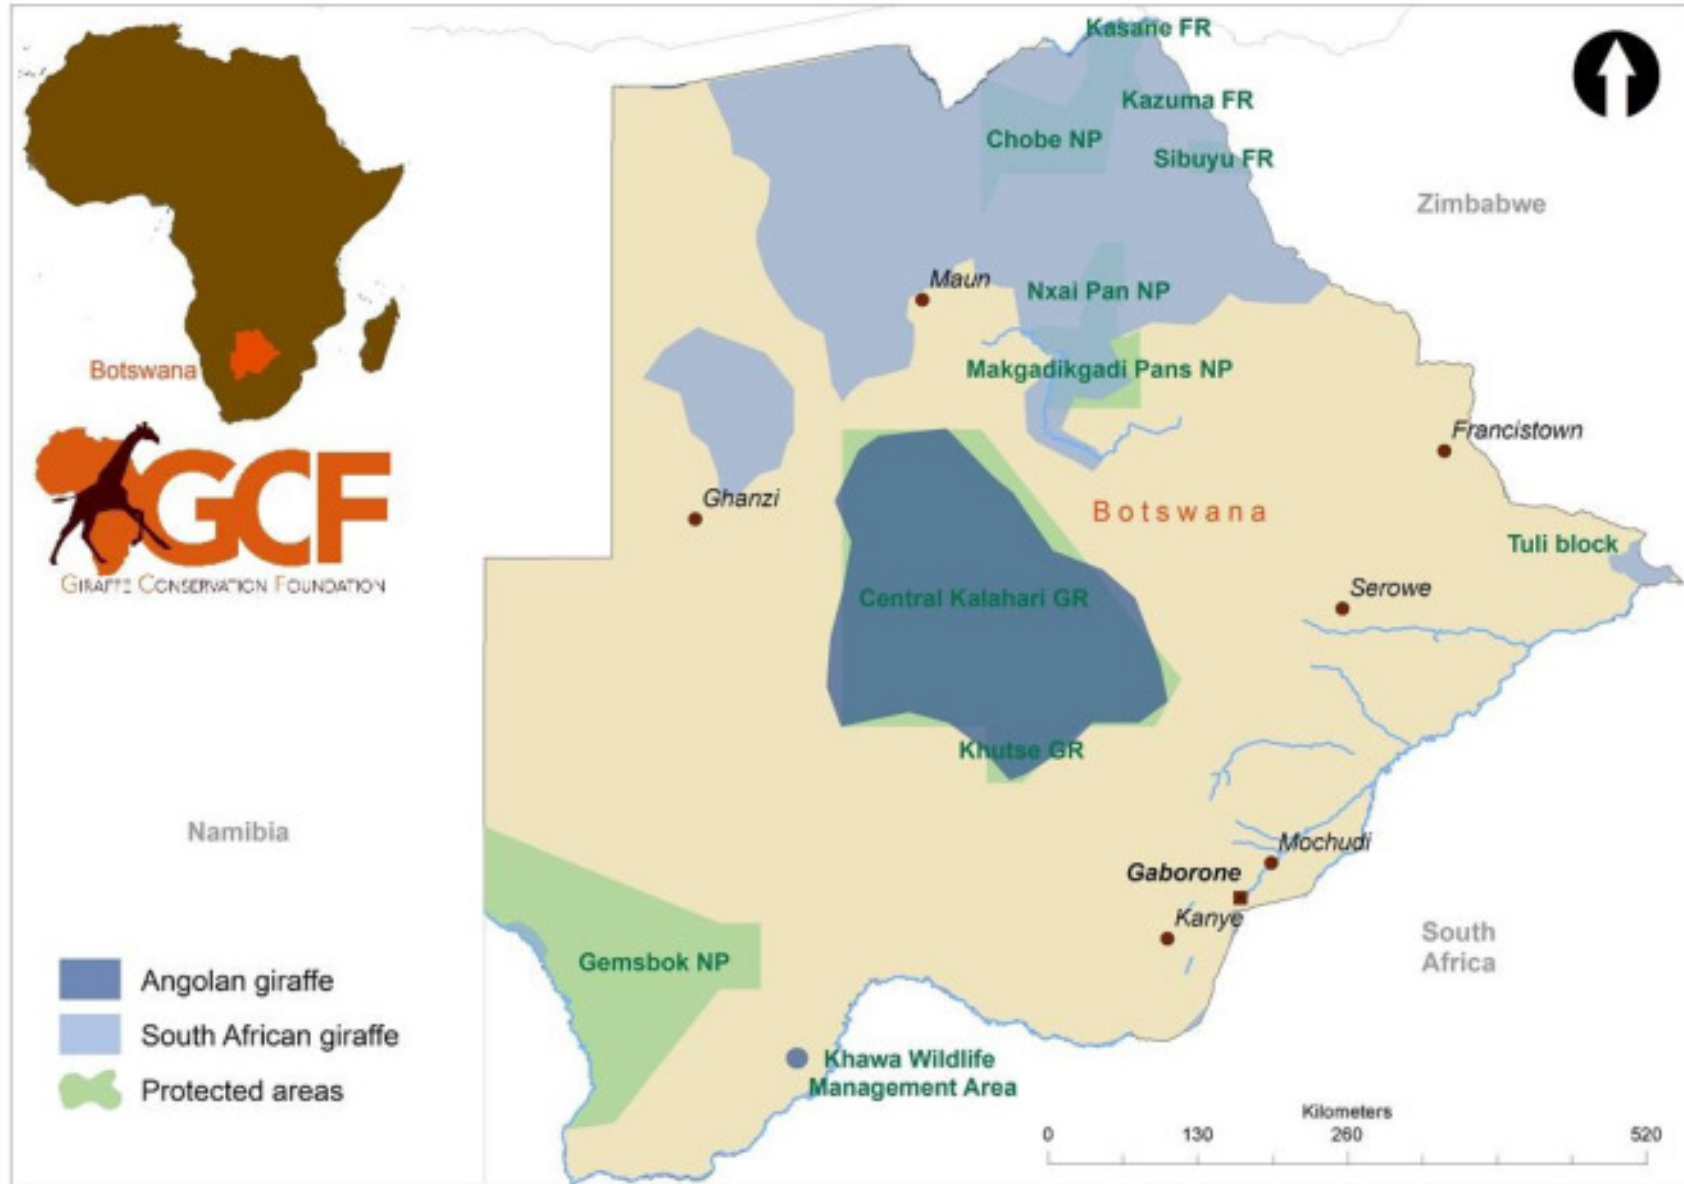 Kasane FR
Kazuma FR
Chobe NP
Sibuyu FR
Zimbabwe
Maun
Nxai Pan NP
Botswana
Makgadikgadi Pans NP
Francistown
GCF
GIRAFFE CONSERVATION FOUNDATION
Ghanzi
Botswana
Tuli block
Central Kalahari GR
Serowe
Khutse GR
Namibia
Mochudi
Gaborone
Kanye
South
Africa
Gemsbok NP
Angolan giraffe
South African giraffe
Protected areas
Khawa Wildlife
Management Area
Kilometers
0 130 260 520